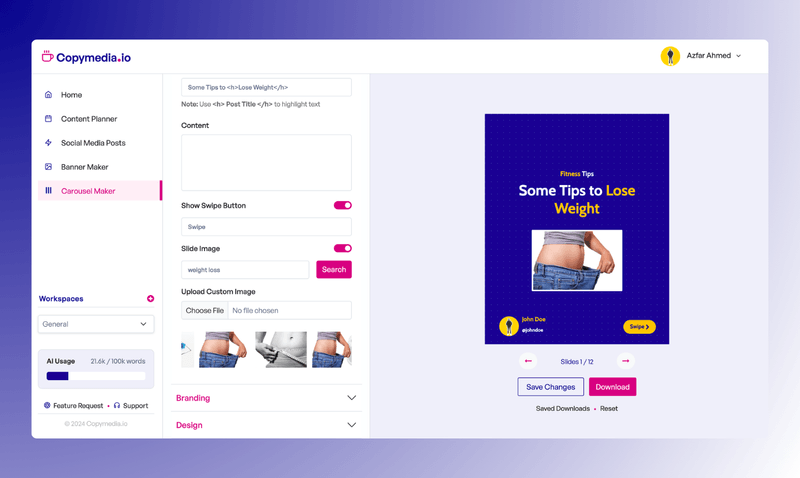 Copymedia.io
Azfar Ahmed
Home
Content Planner
Social Media Posts
Banner Maker
Carousel Maker
Workspaces
General
AI Usage 21.6k / 100k words
Feature Request • Support
© 2024 Copymedia.io
Some Tips to <h>Lose Weight</h>
Note: Use <h> Post Title </h> to highlight text
Content
Show Swipe Button
Swipe
Slide Image
weight loss
Search
Upload Custom Image
Choose File No file chosen
Branding
Design
Fitness Tips
Some Tips to Lose
Weight
John Doe
@johndoe
Swipe
Slides 1 / 12
Save Changes
Download
Saved Downloads • Reset